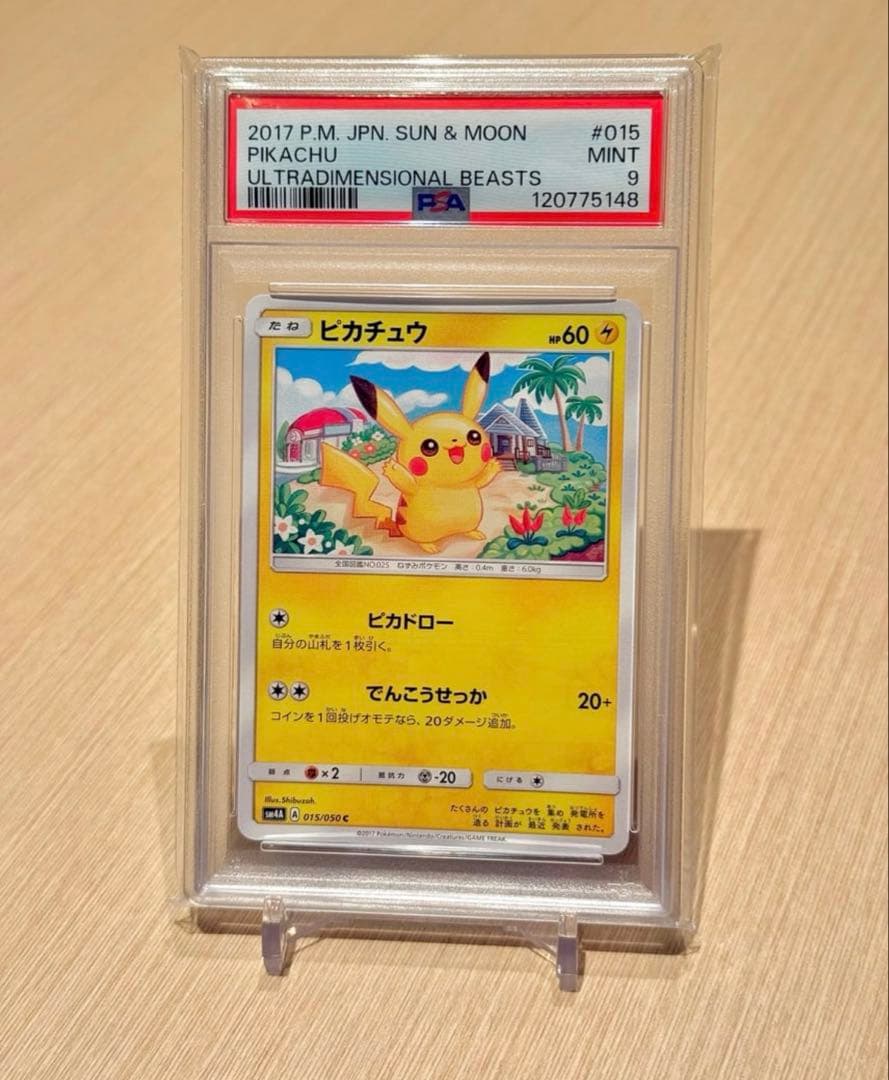 2017 P.M. JPN. SUN & MOON #015
PIKACHU MINT
ULTRADIMENSIONAL BEASTS 9
PSA 120775148
たね ピカチュウ HP60
全国図鑑NO.025 ねずみポケモン 高さ:0.4m 重さ:6.0kg
ピカドロー
自分の山札を1枚引く。
でんこうせっか 20+
コインを1回投げオモテなら、20ダメージ追加。
弱点 ×2 抵抗力 -20 にげる
Illus.Shibuzoh.
たくさんの ピカチュウを 集め 発電所を
SM4A A 015/050 C 造る 計画が 最近 発表 された。
©2017 Pokémon/Nintendo/Creatures/GAME FREAK.